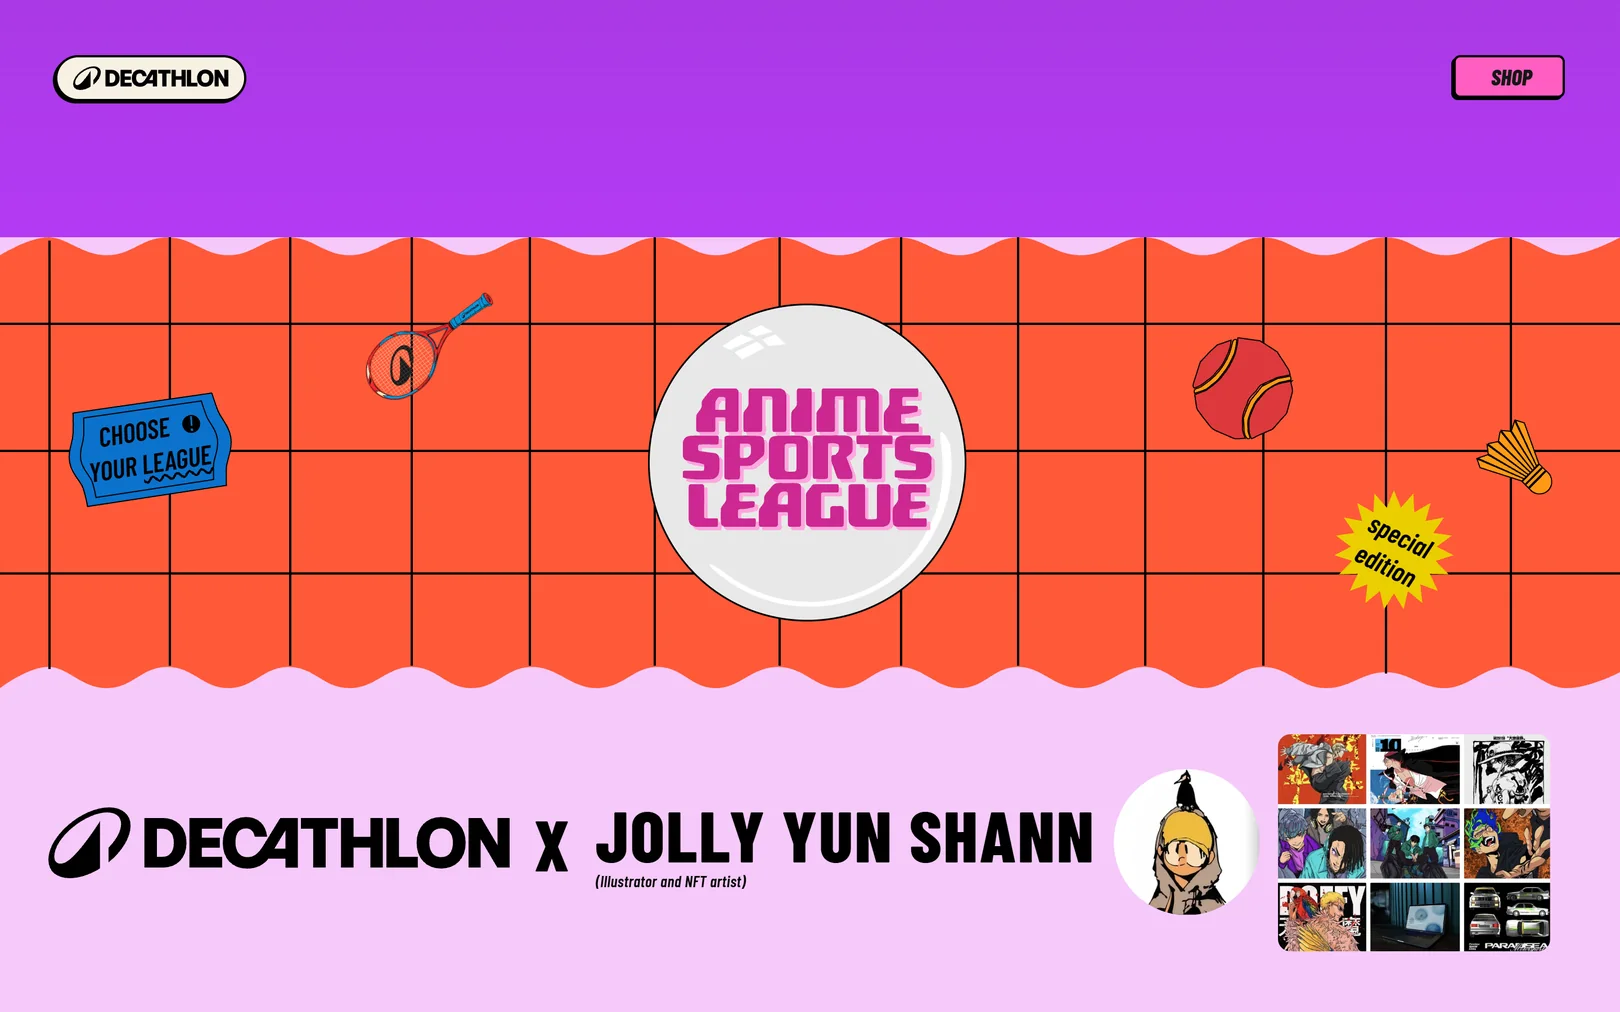 DECATHLON
SHOP
CHOOSE !
YOUR LEAGUE
ANIME
SPORTS
LEAGUE
special
edition
DECATHLON X JOLLY YUN SHANN
(Illustrator and NFT artist)